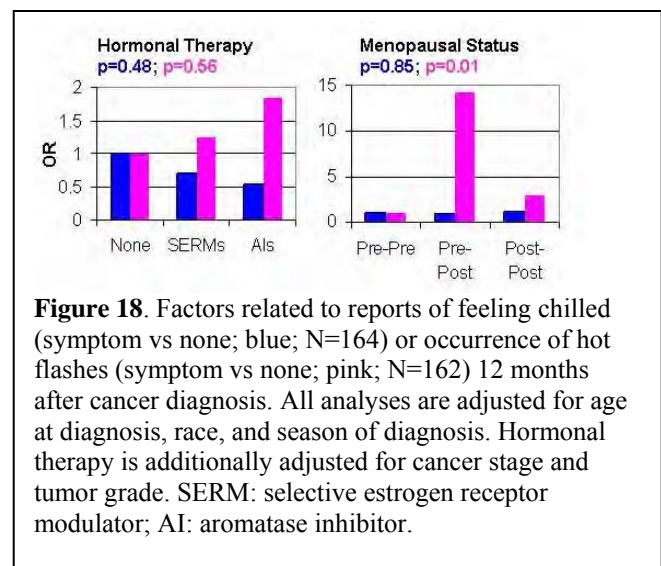 Hormonal Therapy
p=0.48; p=0.56
2
1.5
1
0.5
0
OR
None SERMs AIs
Menopausal Status
p=0.85; p=0.01
15
10
5
0
Pre-Pre Pre-Post Post-Post
Figure 18. Factors related to reports of feeling chilled
(symptom vs none; blue; N=164) or occurrence of hot
flashes (symptom vs none; pink; N=162) 12 months
after cancer diagnosis. All analyses are adjusted for age
at diagnosis, race, and season of diagnosis. Hormonal
therapy is additionally adjusted for cancer stage and
tumor grade. SERM: selective estrogen receptor
modulator; AI: aromatase inhibitor.